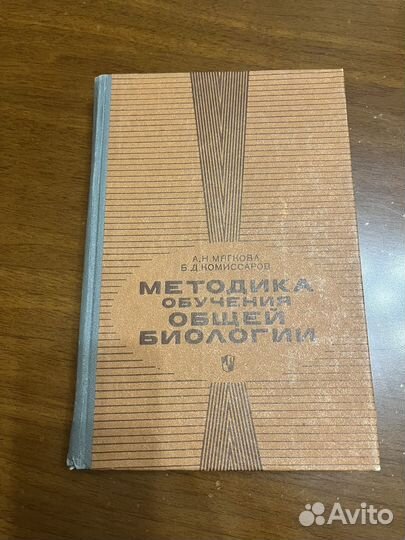 А.Н.МЯГКОВА
Б.Д.КОМИССАРОВ
МЕТОДИКА
ОБУЧЕНИЯ
ОБЩЕЙ
БИОЛОГИИ
Avito